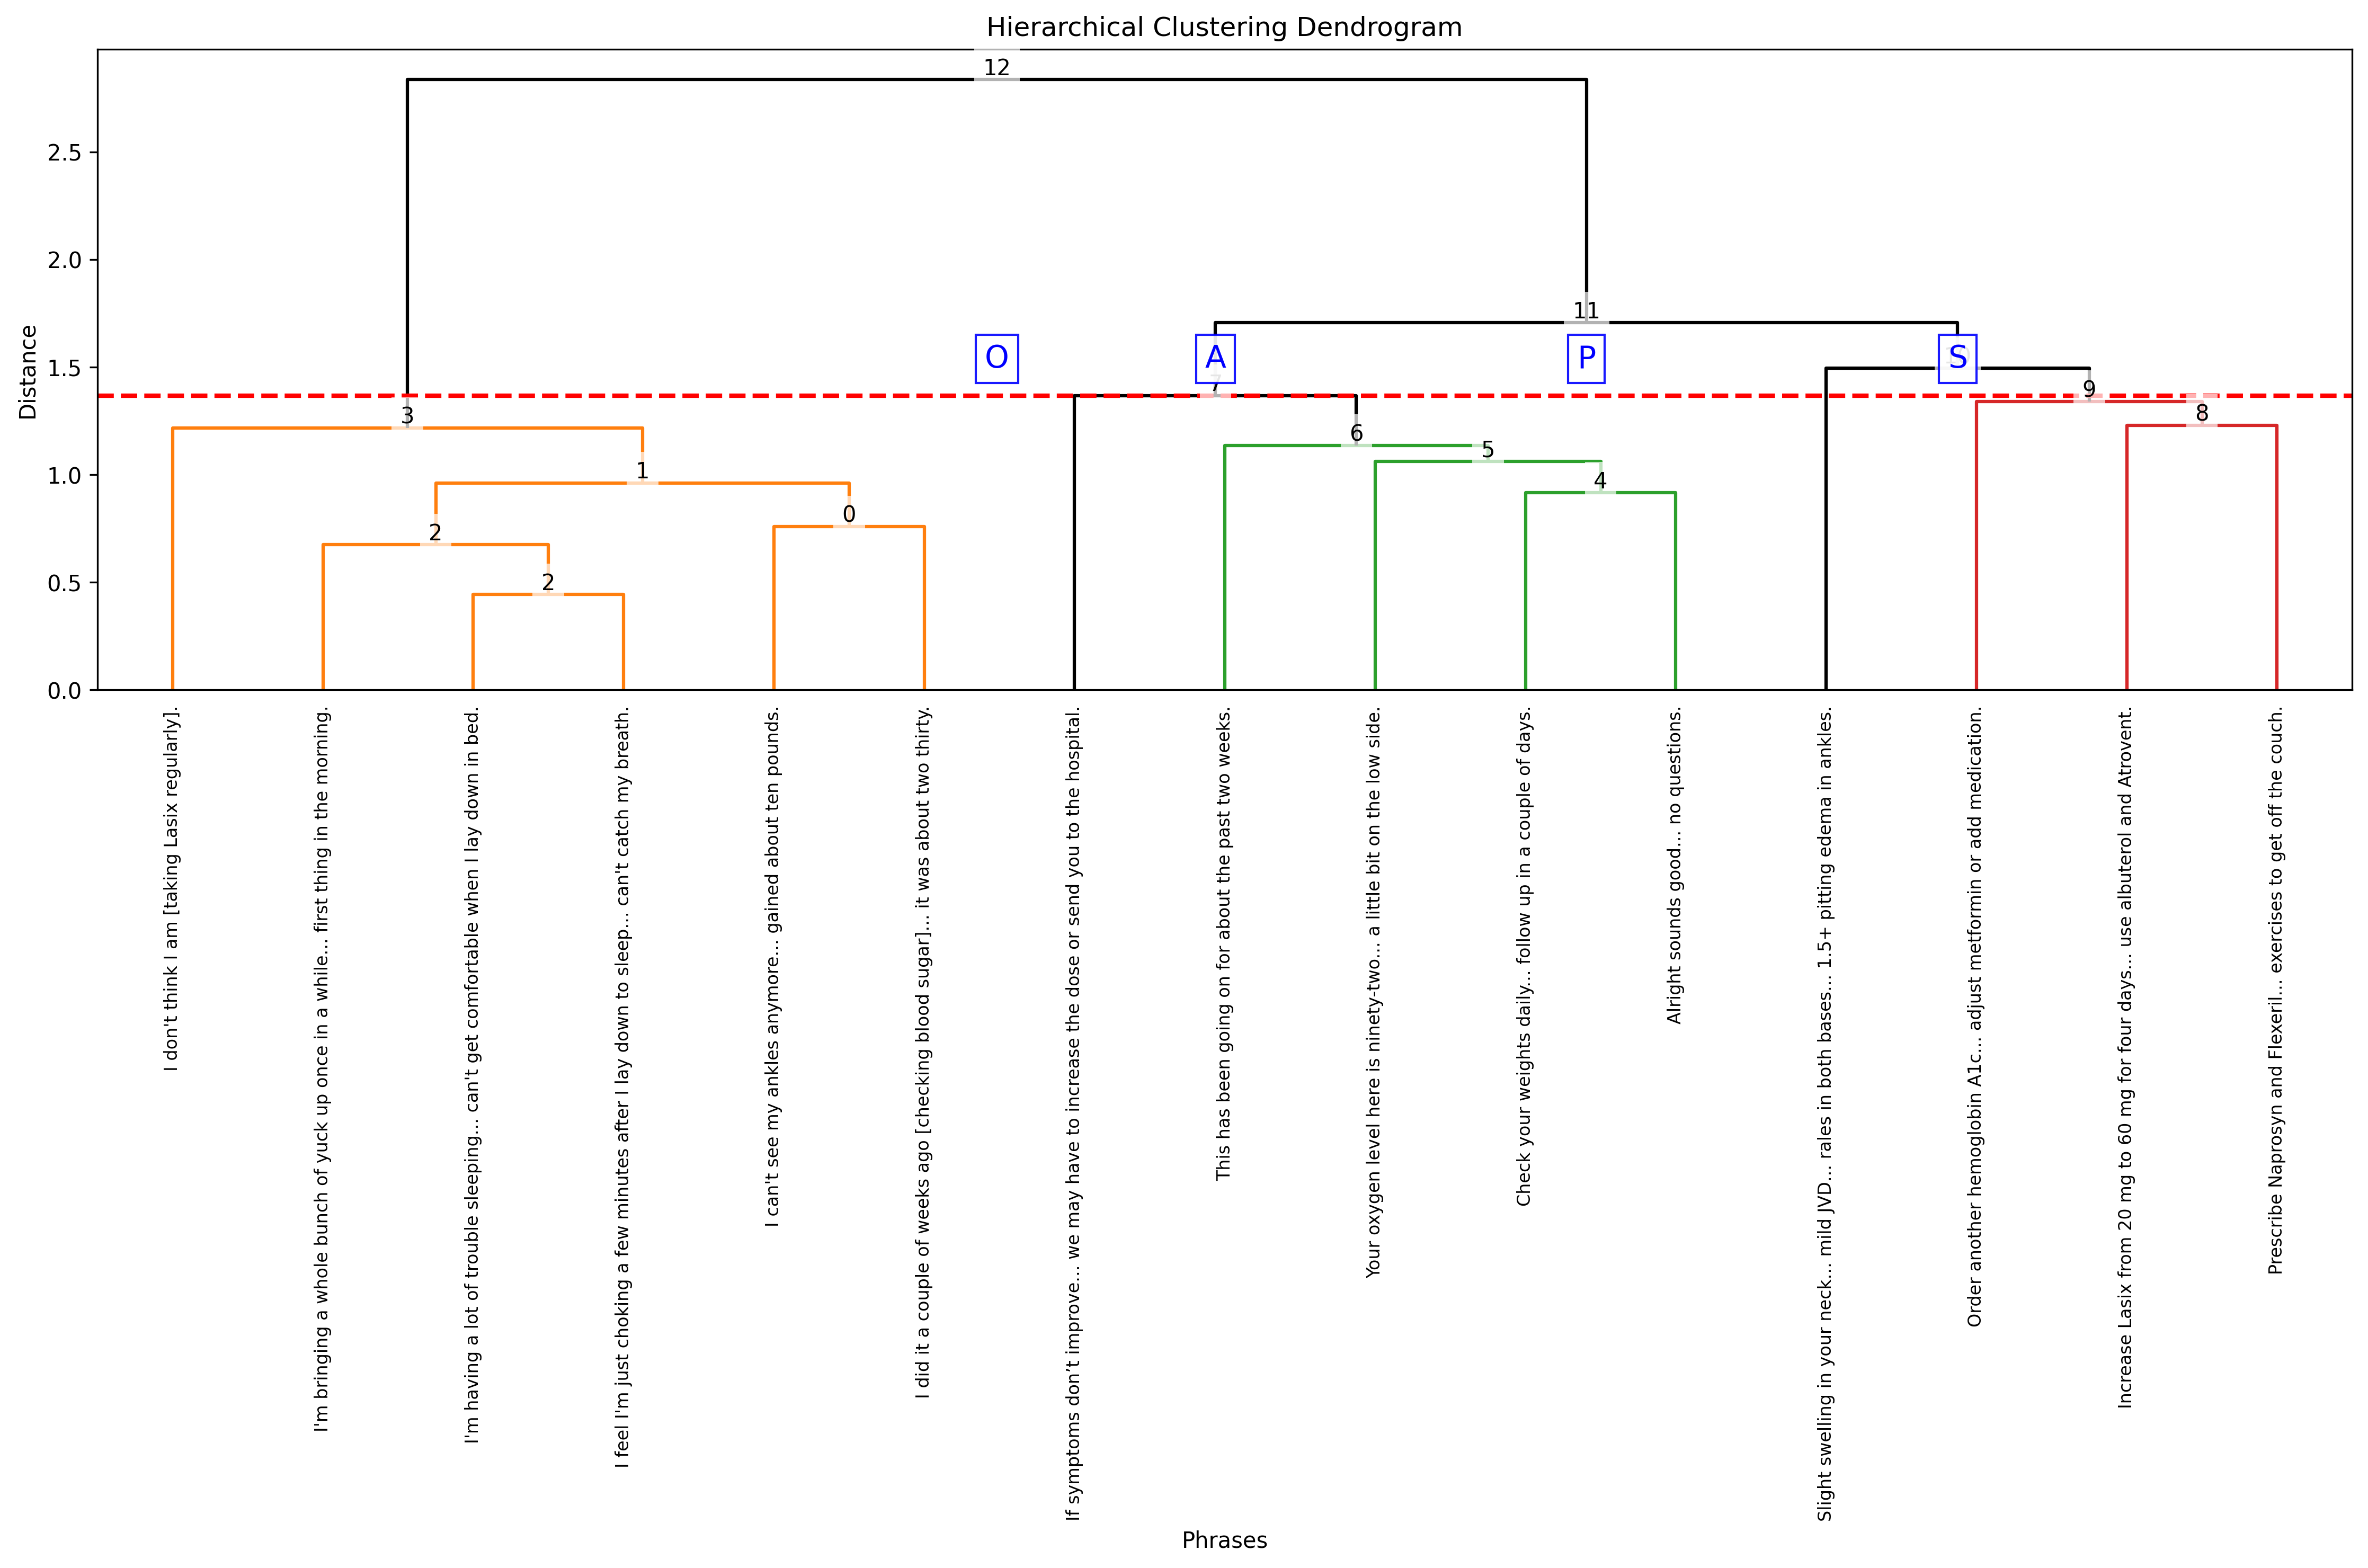 Hierarchical Clustering Dendrogram
12
2.5
2.0
11
O
A
P
S
1.5
7
9
3
8
6
5
1
1.0
4
0
2
2
0.5
0.0
Distance
I don't think I am [taking Lasix regularly].
I'm bringing a whole bunch of yuck up once in a while... first thing in the morning.
I'm having a lot of trouble sleeping... can't get comfortable when I lay down in bed.
I feel I'm just choking a few minutes after I lay down to sleep... can't catch my breath.
I can't see my ankles anymore... gained about ten pounds.
I did it a couple of weeks ago [checking blood sugar]... it was about two thirty.
If symptoms don’t improve... we may have to increase the dose or send you to the hospital.
This has been going on for about the past two weeks.
Your oxygen level here is ninety-two... a little bit on the low side.
Check your weights daily... follow up in a couple of days.
Alright sounds good... no questions.
Slight swelling in your neck... mild JVD... rales in both bases... 1.5+ pitting edema in ankles.
Order another hemoglobin A1c... adjust metformin or add medication.
Increase Lasix from 20 mg to 60 mg for four days... use albuterol and Atrovent.
Prescribe Naprosyn and Flexeril... exercises to get off the couch.
Phrases